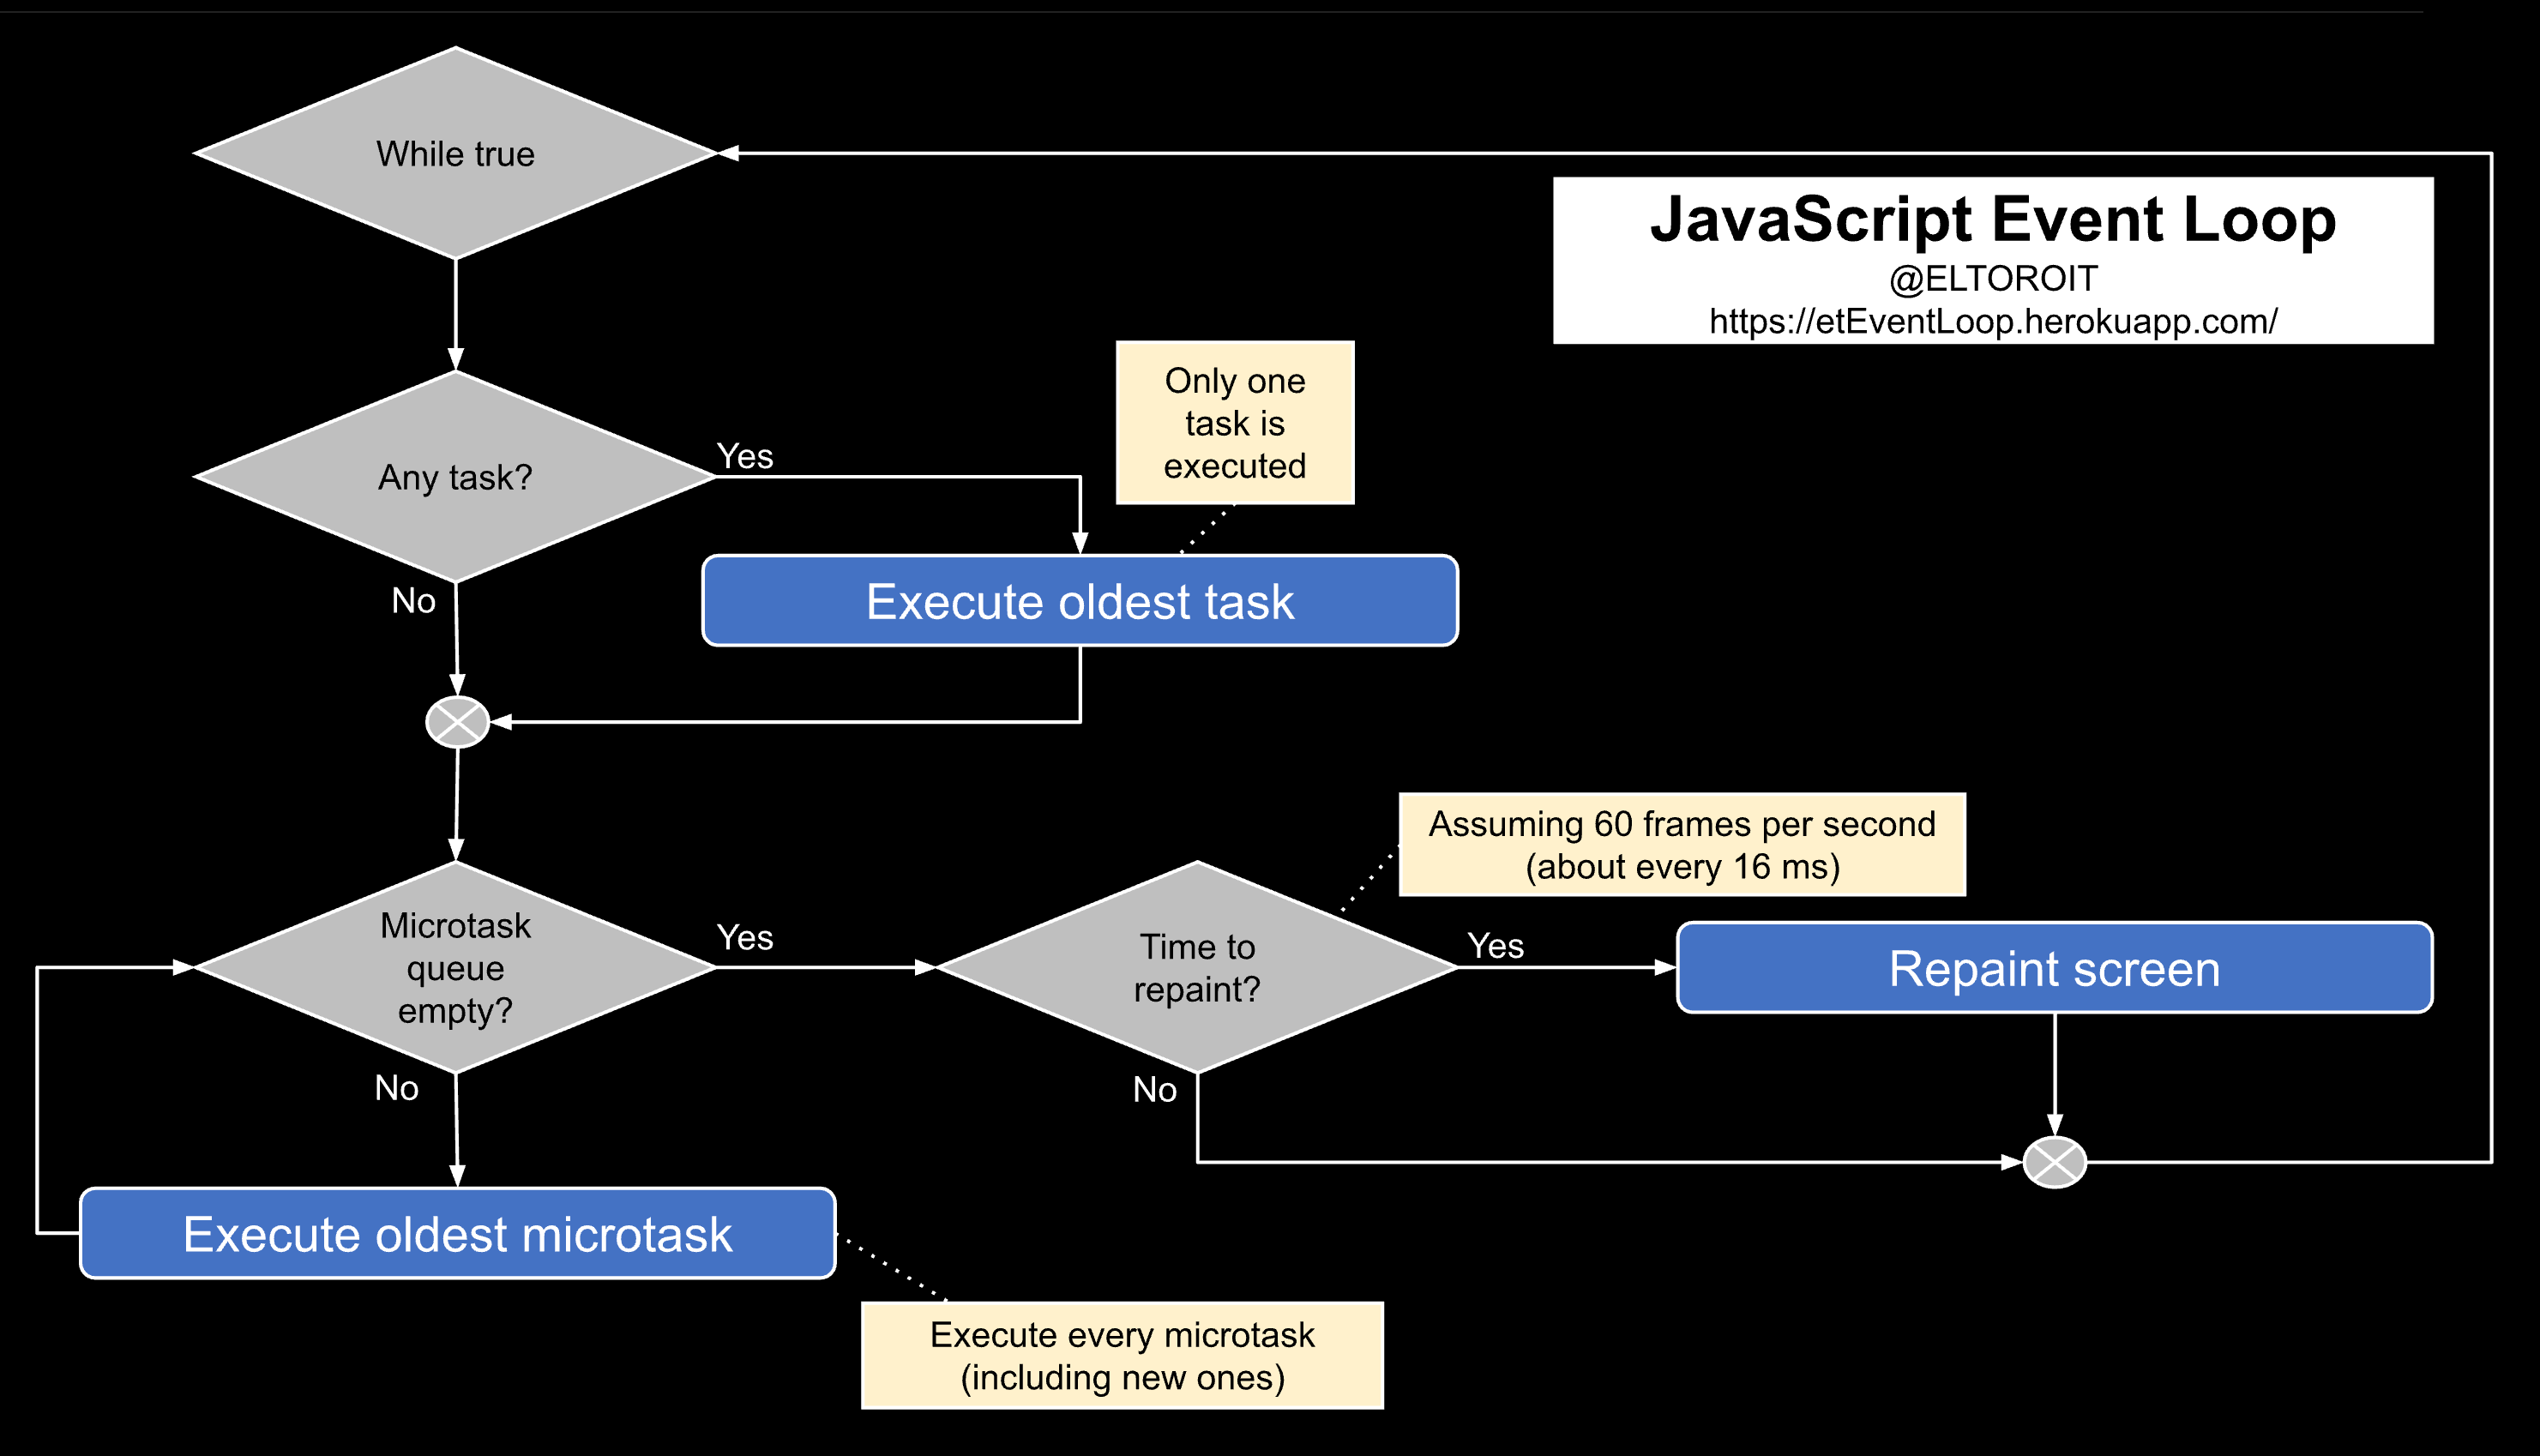 While true
JavaScript Event Loop
@ELTOROIT
https://etEventLoop.herokuapp.com/
Only one
task is
executed
Any task?
Yes
No
Execute oldest task
Assuming 60 frames per second
(about every 16 ms)
Microtask
queue
empty?
Yes
Time to
repaint?
Yes
Repaint screen
No
No
Execute oldest microtask
Execute every microtask
(including new ones)